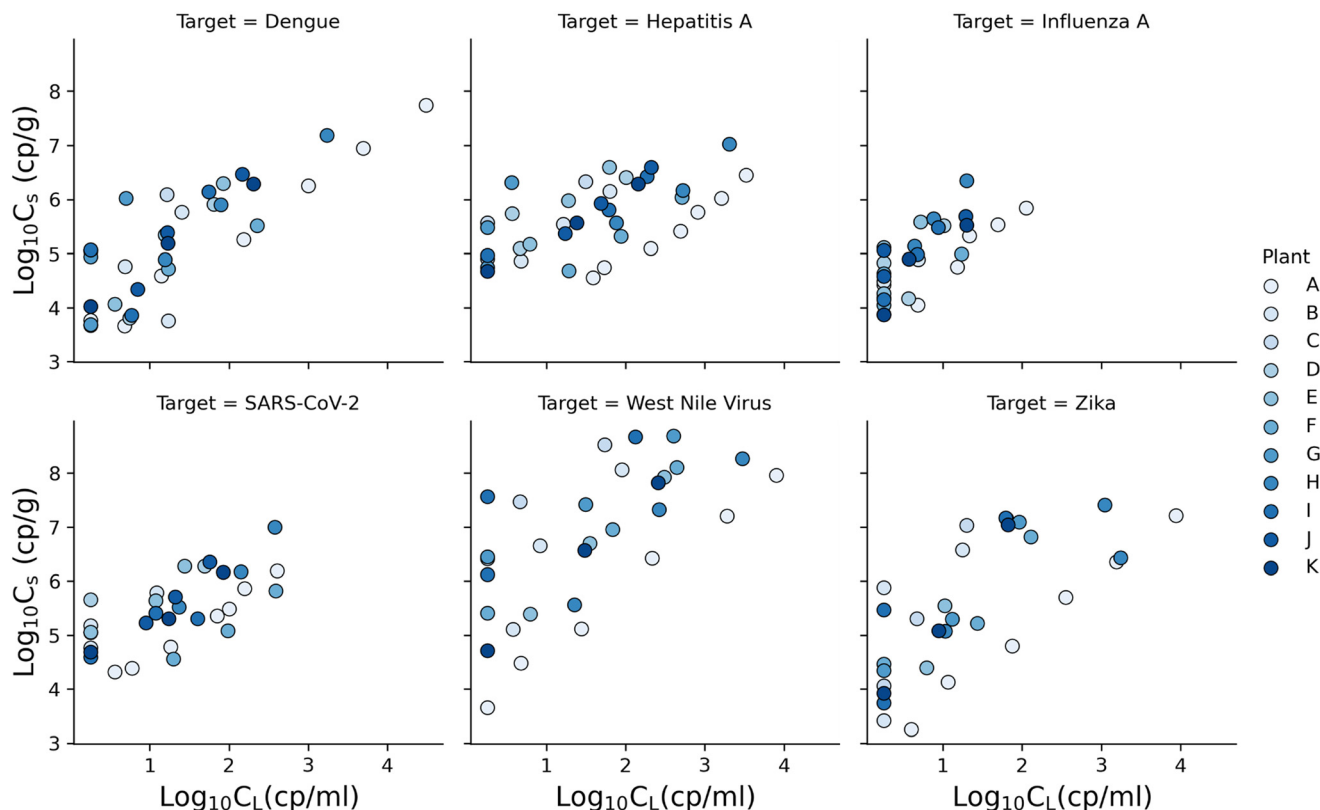 Target = Dengue
Target = Hepatitis A
Target = Influenza A
Log10Cs (cp/g)
8
7
6
5
4
3
Target = SARS-CoV-2
Target = West Nile Virus
Target = Zika
Log10Cs (cp/g)
8
7
6
5
4
3
1 2 3 4
1 2 3 4
1 2 3 4
Log10CL(cp/ml)
Log10CL(cp/ml)
Log10CL(cp/ml)
Plant
A
B
C
D
E
F
G
H
I
J
K